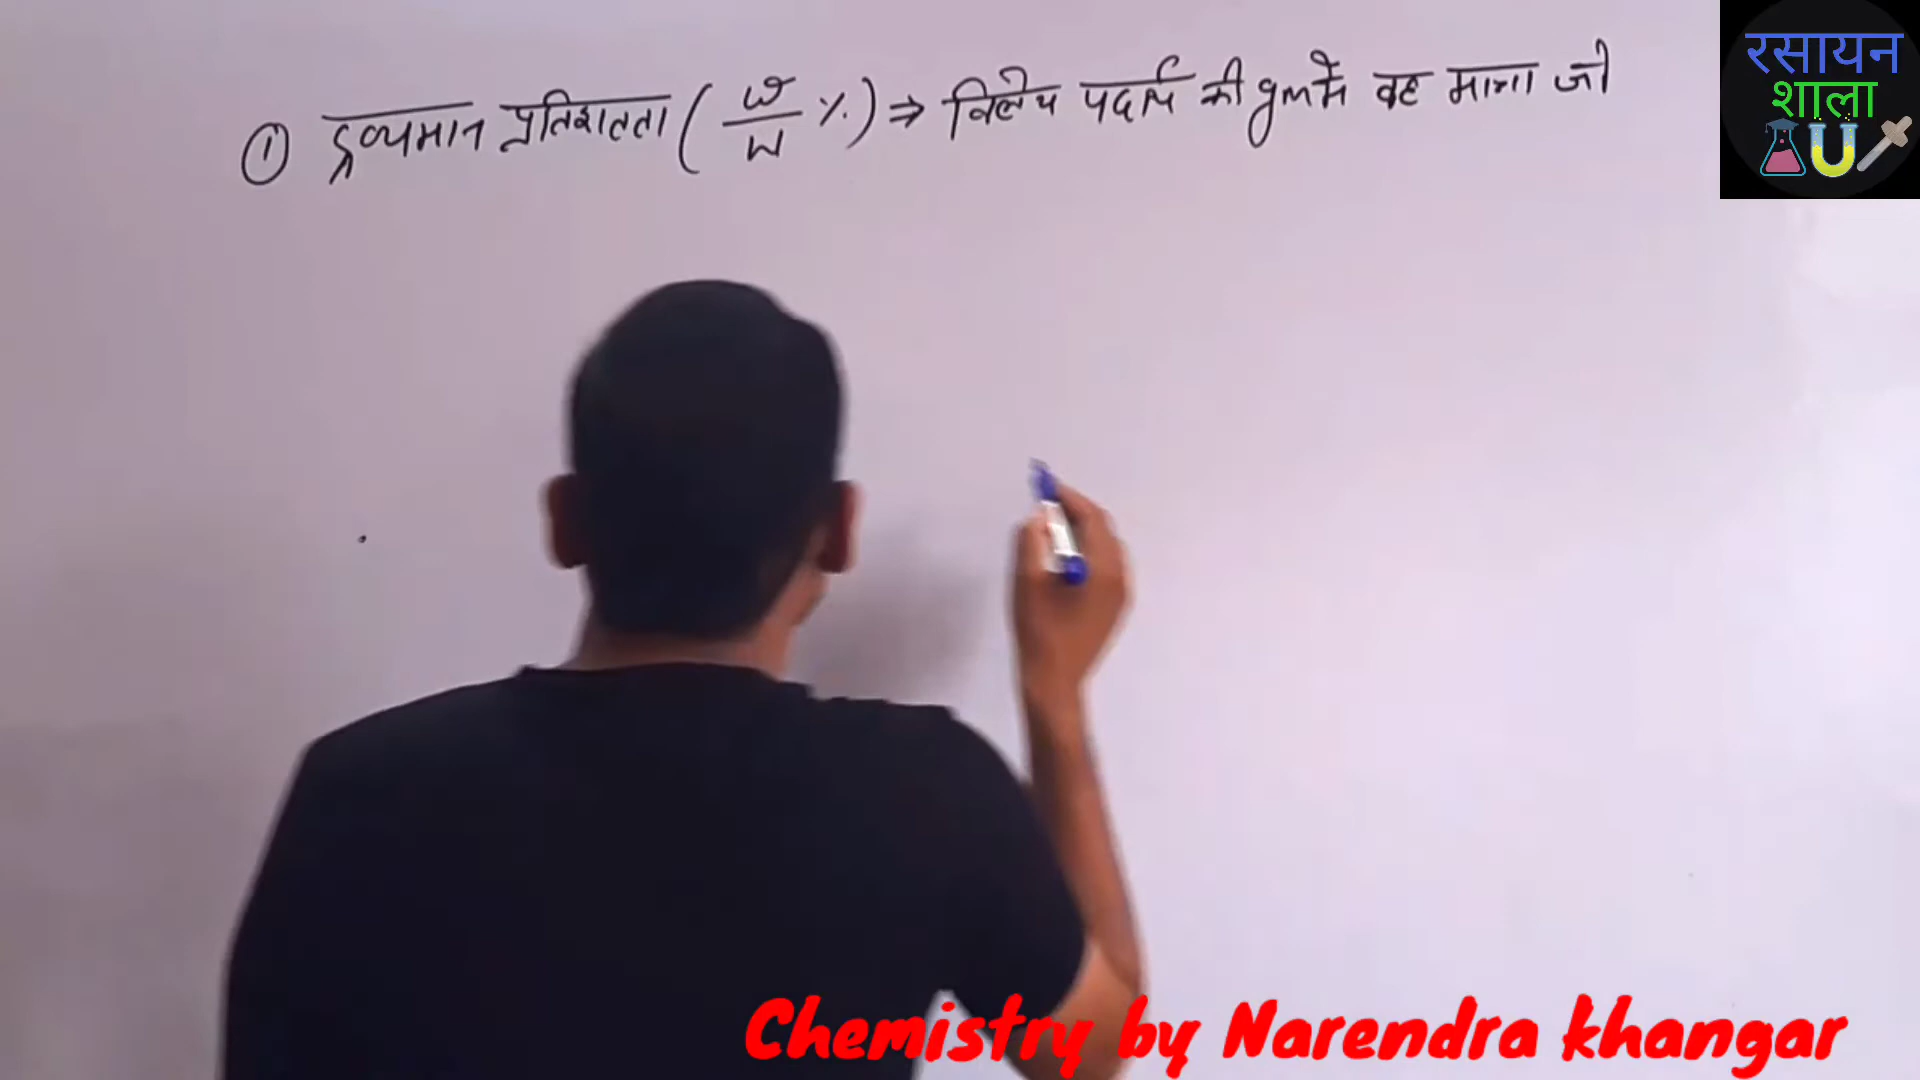 ① द्रव्यमान प्रतिशतता ( w/W %) ⇒ विलेय पदार्थ की gm में वह मात्रा जो
रसायन
शाला
Chemistry by Narendra khangar